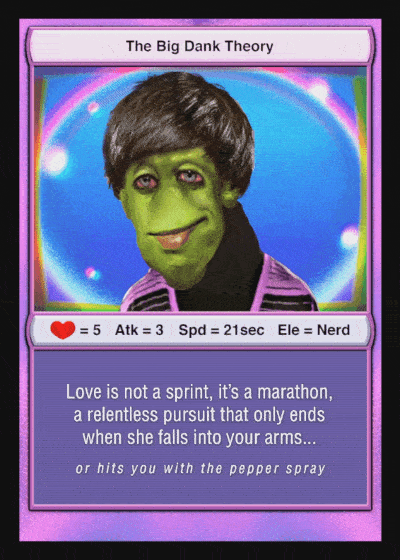 The Big Dank Theory
❤ = 5 Atk = 3 Spd = 21sec Ele = Nerd
Love is not a sprint, it's a marathon,
a relentless pursuit that only ends
when she falls into your arms...
or hits you with the pepper spray